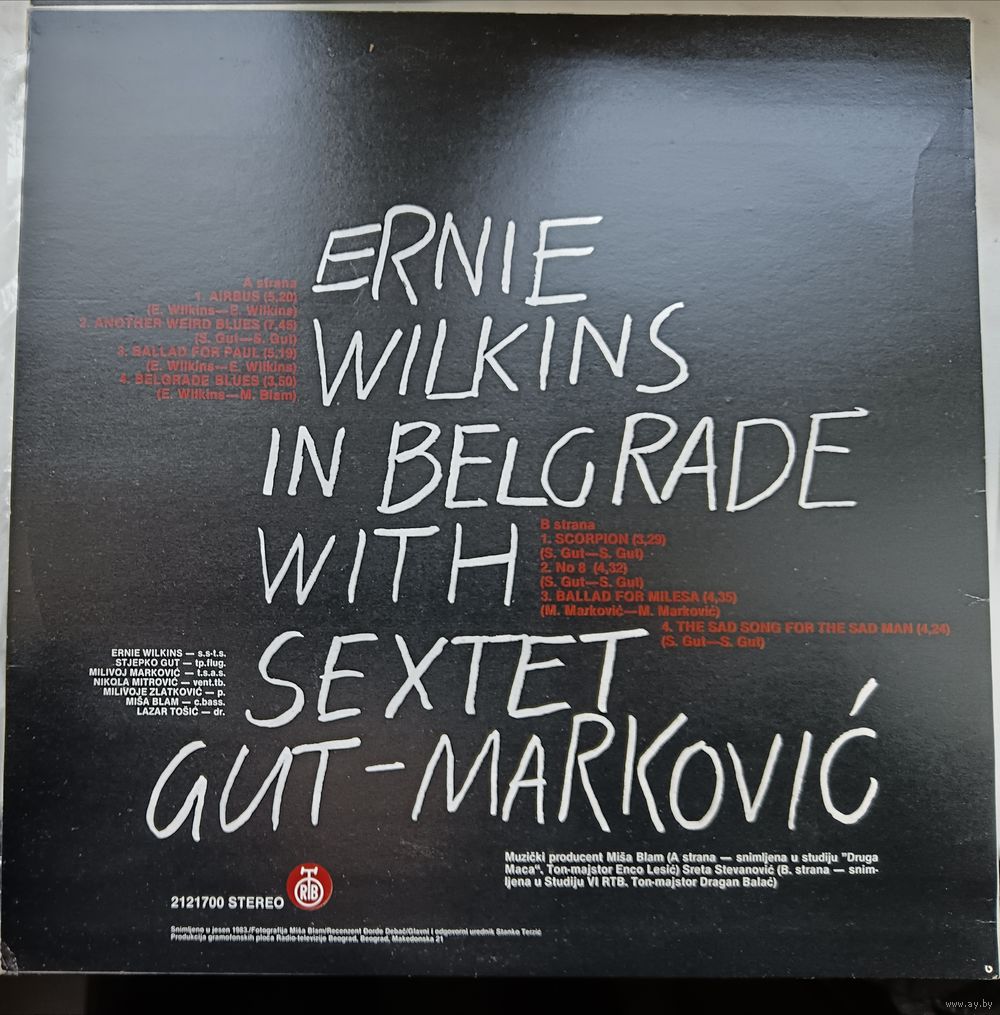 ERNIE
WILKINS
IN BELGRADE
WITH
SEXTET
GUT-MARKOVIĆ
A strana
1. AIRBUS (5,20)
(E. Wilkins—E. Wilkins)
2. ANOTHER WEIRD BLUES (7,45)
(S. Gut—S. Gut)
3. BALLAD FOR PAUL (5,19)
(E. Wilkins—E. Wilkins)
4. BELGRADE BLUES (3,50)
(E. Wilkins—M. Blam)
B strana
1. SCORPION (3,29)
(S. Gut—S. Gut)
2. No 8 (4,32)
(S. Gut—S. Gut)
3. BALLAD FOR MILESA (4,35)
(M. Marković—M. Marković)
4. THE SAD SONG FOR THE SAD MAN (4,24)
(S. Gut—S. Gut)
ERNIE WILKINS — s.s-t.s.
STJEPKO GUT — tp.flug.
MILIVOJ MARKOVIĆ — t.s.a.s.
NIKOLA MITROVIĆ — vent.tb.
MILIVOJE ZLATKOVIĆ — p.
MIŠA BLAM — c.bass.
LAZAR TOŠIĆ — dr.
Muzički producent Miša Blam (A strana — snimljena u studiju "Druga
Maca". Ton-majstor Enco Lesić) Sreta Stevanović (B. strana — snim-
ljena u Studiju VI RTB. Ton-majstor Dragan Balać)
2121700 STEREO
RTB
Snimljeno u jesen 1983./Fotografija Miša Blam/Recenzent Đorđe Debač/Glavni i odgovorni urednik Stanko Terzić
Produkcija gramofonskih ploča Radio-televizije Beograd, Beograd, Makedonska 21
G
www.ay.by